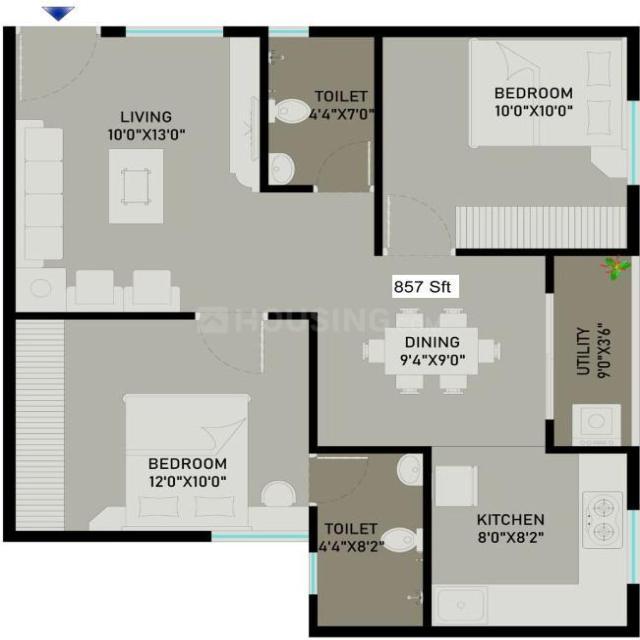 LIVING
10'0"X13'0"
TOILET
4'4"X7'0"
BEDROOM
10'0"X10'0"
857 Sft
HOUSING.COM
DINING
9'4"X9'0"
UTILITY
9'0"X3'6"
BEDROOM
12'0"X10'0"
TOILET
4'4"X8'2"
KITCHEN
8'0"X8'2"